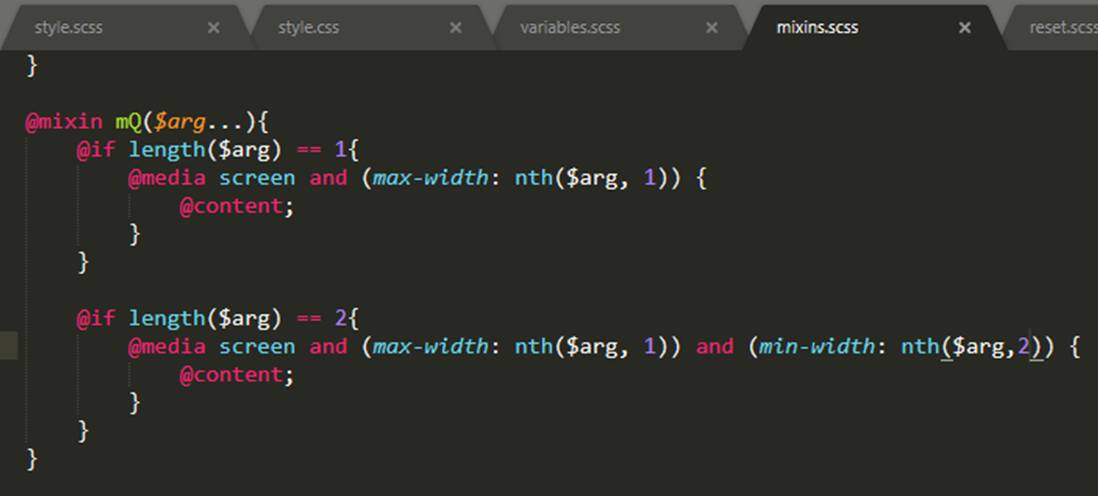 style.scss × style.css × variables.scss × mixins.scss × reset.scss
}
@mixin mQ($arg...){
@if length($arg) == 1{
@media screen and (max-width: nth($arg, 1)) {
@content;
}
}
@if length($arg) == 2{
@media screen and (max-width: nth($arg, 1)) and (min-width: nth($arg,2)) {
@content;
}
}
}